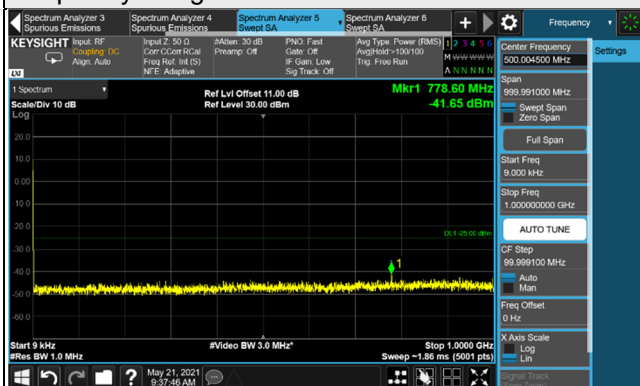 Spectrum Analyzer 3
Spurious Emissions
Spectrum Analyzer 4
Spurious Emissions
Spectrum Analyzer 5
Swept SA
Spectrum Analyzer 6
Swept SA
+
Frequency
KEYSIGHT
Input: RF
Coupling: DC
Align: Auto
Input Z: 50 Ω
Corr CCorr RCal
Freq Ref: Int (S)
NFE: Adaptive
#Atten: 30 dB
Preamp: Off
PNO: Fast
Gate: Off
IF Gain: Low
Sig Track: Off
Avg Type: Power (RMS)
Avg|Hold:>100/100
Trig: Free Run
1 2 3 4 5 6
M W W W W W
A N N N N N
LXI
Center Frequency
500.004500 MHz
Settings
Span
999.991000 MHz
Swept Span
Zero Span
Full Span
Start Freq
9.000 kHz
Stop Freq
1.000000000 GHz
AUTO TUNE
CF Step
99.999100 MHz
Auto
Man
Freq Offset
0 Hz
X Axis Scale
Log
Lin
Signal Track
1 Spectrum
Scale/Div 10 dB
Log
Ref Lvl Offset 11.00 dB
Ref Level 30.00 dBm
Mkr1 778.60 MHz
-41.65 dBm
20.0
10.0
0.00
-10.0
-20.0
-30.0
-40.0
-50.0
-60.0
DL1 -25.00 dBm
1
Start 9 kHz
#Res BW 1.0 MHz
#Video BW 3.0 MHz*
Stop 1.0000 GHz
Sweep ~1.86 ms (5001 pts)
?
May 21, 2021
9:37:46 AM